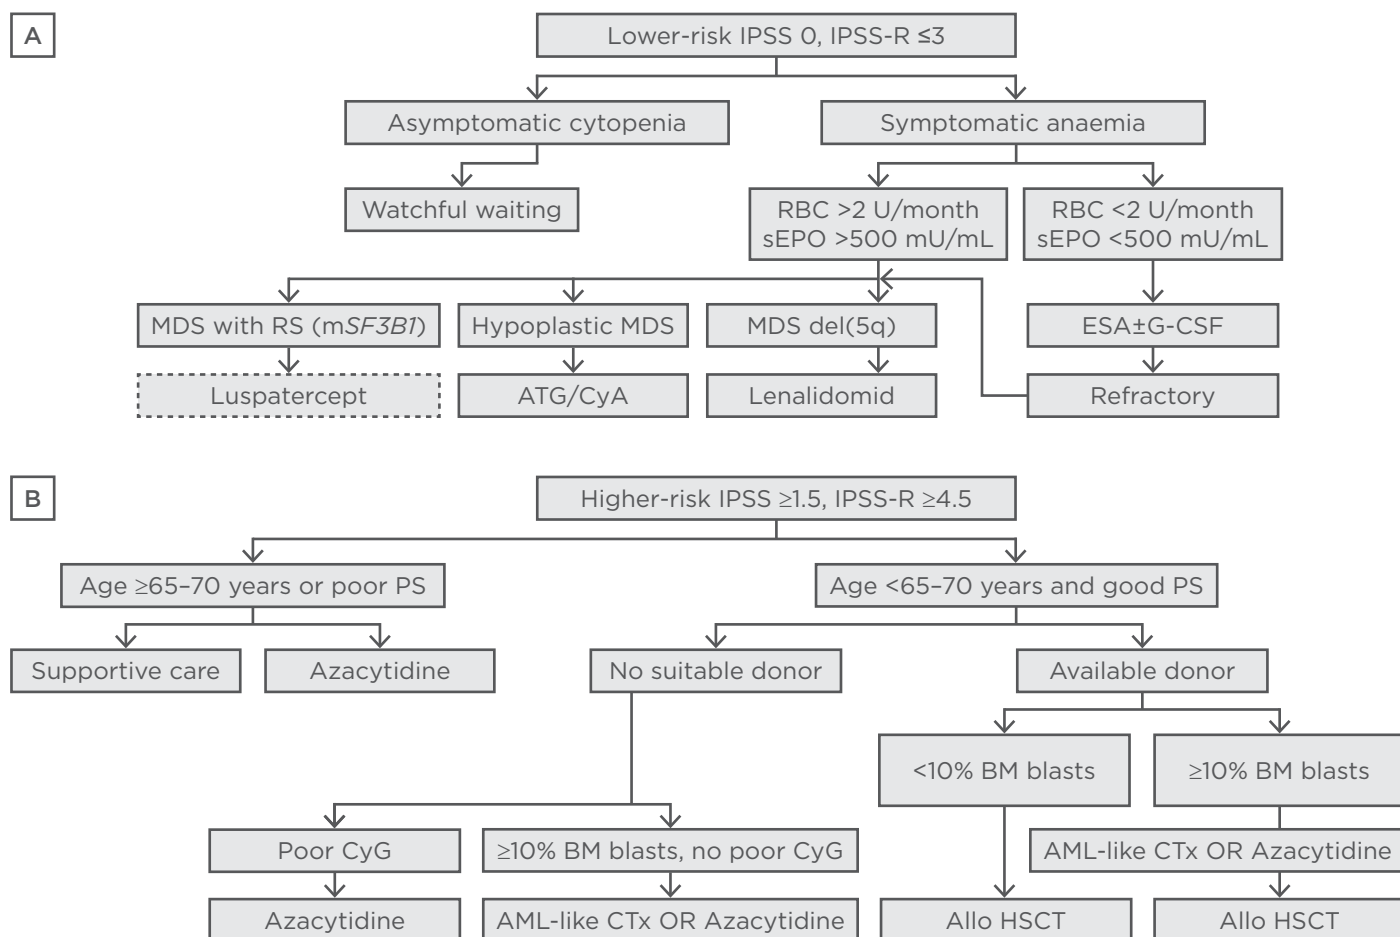 A
Lower-risk IPSS 0, IPSS-R ≤3
Asymptomatic cytopenia
Symptomatic anaemia
Watchful waiting
RBC >2 U/month
sEPO >500 mU/mL
RBC <2 U/month
sEPO <500 mU/mL
MDS with RS (mSF3B1)
Hypoplastic MDS
MDS del(5q)
ESA±G-CSF
Luspatercept
ATG/CyA
Lenalidomid
Refractory
B
Higher-risk IPSS ≥1.5, IPSS-R ≥4.5
Age ≥65–70 years or poor PS
Age <65–70 years and good PS
Supportive care
Azacytidine
No suitable donor
Available donor
<10% BM blasts
≥10% BM blasts
Poor CyG
≥10% BM blasts, no poor CyG
AML-like CTx OR Azacytidine
Azacytidine
AML-like CTx OR Azacytidine
Allo HSCT
Allo HSCT